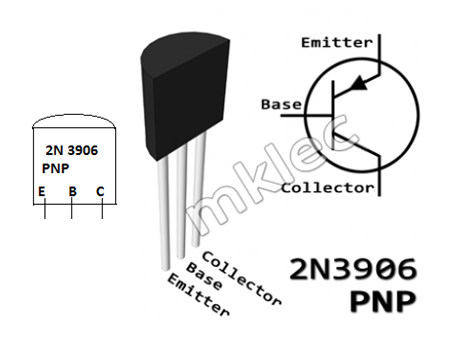 2N 3906
PNP
E B C
Collector
Base
Emitter
mklec
Emitter
Base
Collector
2N3906
PNP